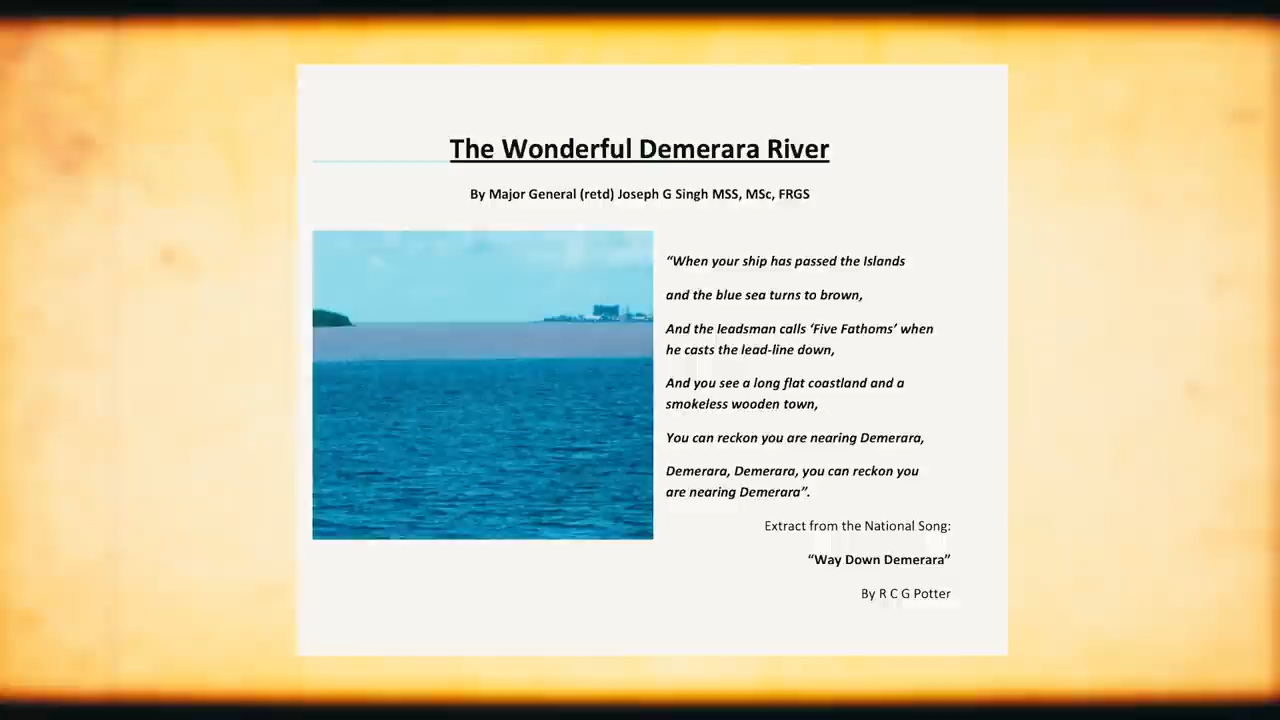 The Wonderful Demerara River
By Major General (retd) Joseph G Singh MSS, MSc, FRGS
“When your ship has passed the Islands
and the blue sea turns to brown,
And the leadsman calls ‘Five Fathoms’ when
he casts the lead-line down,
And you see a long flat coastland and a
smokeless wooden town,
You can reckon you are nearing Demerara,
Demerara, Demerara, you can reckon you
are nearing Demerara”.
Extract from the National Song:
“Way Down Demerara”
By R C G Potter